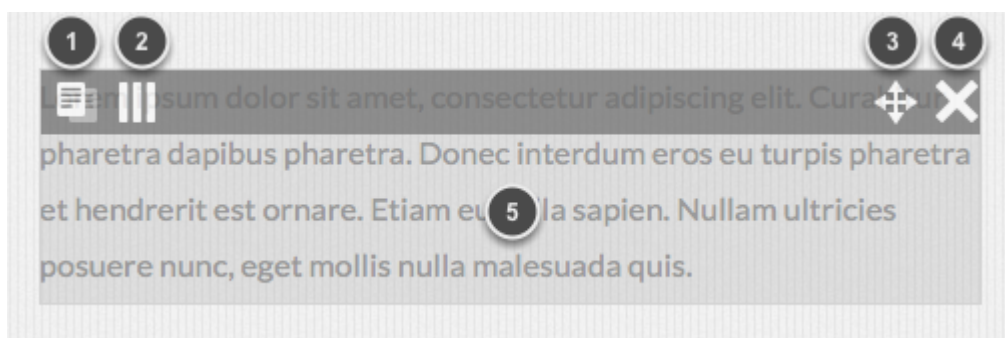 1 2 3 4
ipsum dolor sit amet, consectetur adipiscing elit.
pharetra dapibus pharetra. Donec interdum eros eu turpis pharetra
et hendrerit est ornare. Etiam 5 sapien. Nullam ultricies
posuere nunc, eget mollis nulla malesuada quis.